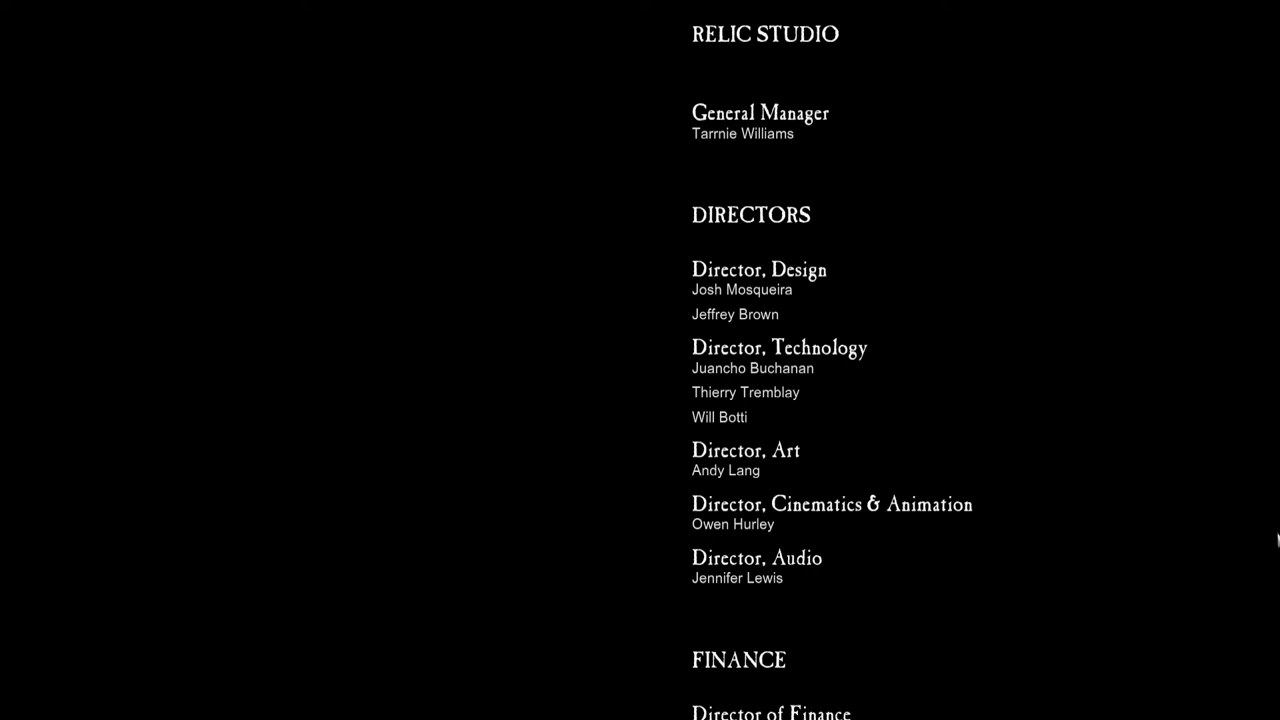 RELIC STUDIO
General Manager
Tarrnie Williams
DIRECTORS
Director, Design
Josh Mosqueira
Jeffrey Brown
Director, Technology
Juancho Buchanan
Thierry Tremblay
Will Botti
Director, Art
Andy Lang
Director, Cinematics & Animation
Owen Hurley
Director, Audio
Jennifer Lewis
FINANCE
Director of Finance